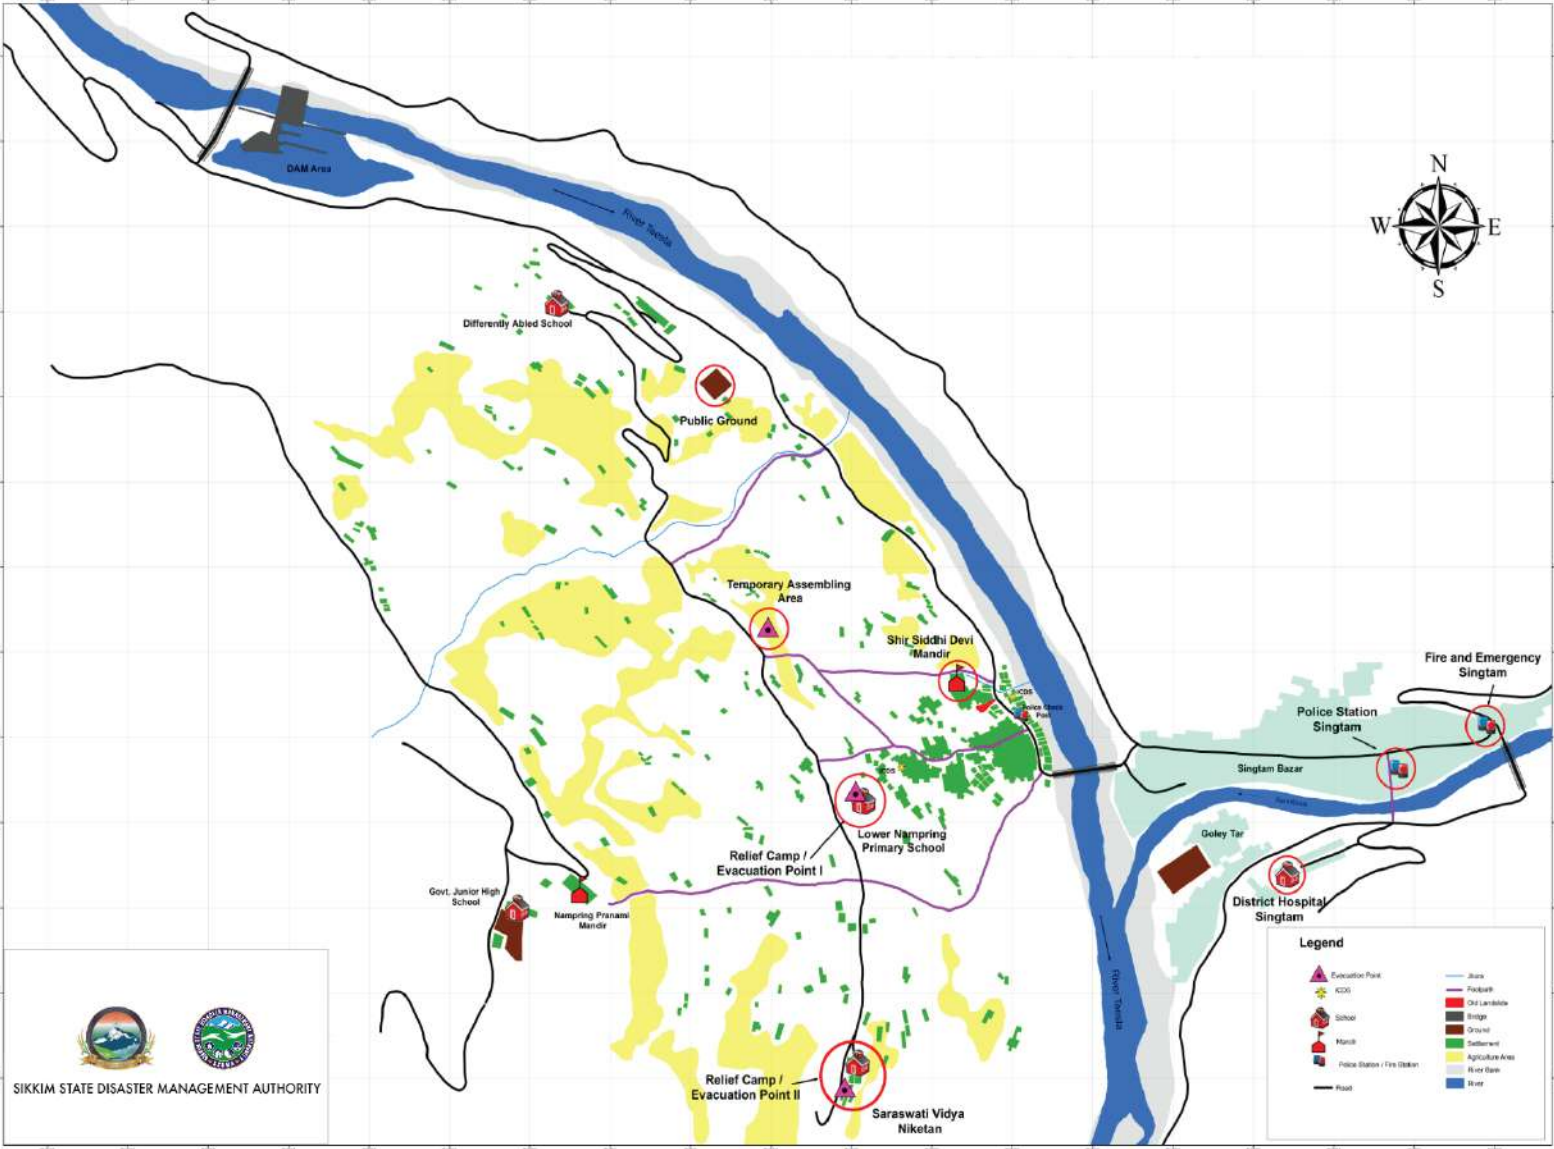 DAM Area
River Teesta
N
W E
S
Differently Abled School
Public Ground
Temporary Assembling
Area
Shir Siddhi Devi
Mandir
ICDS
Police Check
Post
Fire and Emergency
Singtam
Police Station
Singtam
Singtam Bazar
ICDS
Lower Nampring
Primary School
Relief Camp /
Evacuation Point I
Goley Tar
District Hospital
Singtam
Govt. Junior High
School
Nampring Pranami
Mandir
River Teesta
Relief Camp /
Evacuation Point II
Saraswati Vidya
Niketan
SIKKIM STATE DISASTER MANAGEMENT AUTHORITY
Legend
Evacuation Point
ICDS
School
Mandir
Police Station / Fire Station
Road
Jhora
Footpath
Old Landslide
Bridge
Ground
Settlement
Agriculture Area
River Bank
River